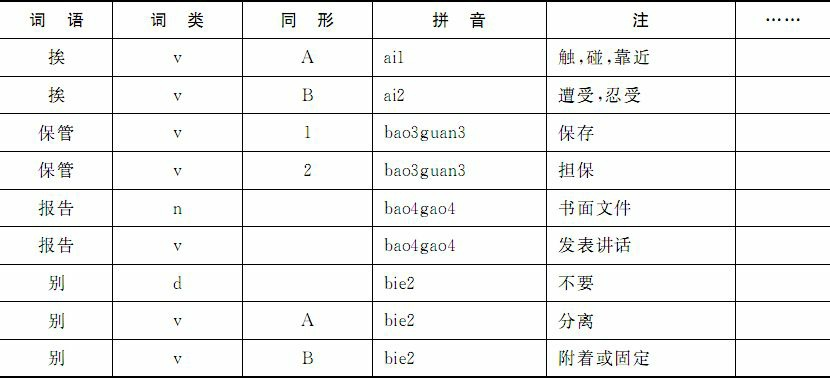 词 语 词 类 同 形 拼 音 注 ……
挨 v A ai1 触,碰,靠近
挨 v B ai2 遭受,忍受
保管 v 1 bao3guan3 保存
保管 v 2 bao3guan3 担保
报告 n bao4gao4 书面文件
报告 v bao4gao4 发表讲话
别 d bie2 不要
别 v A bie2 分离
别 v B bie2 附着或固定